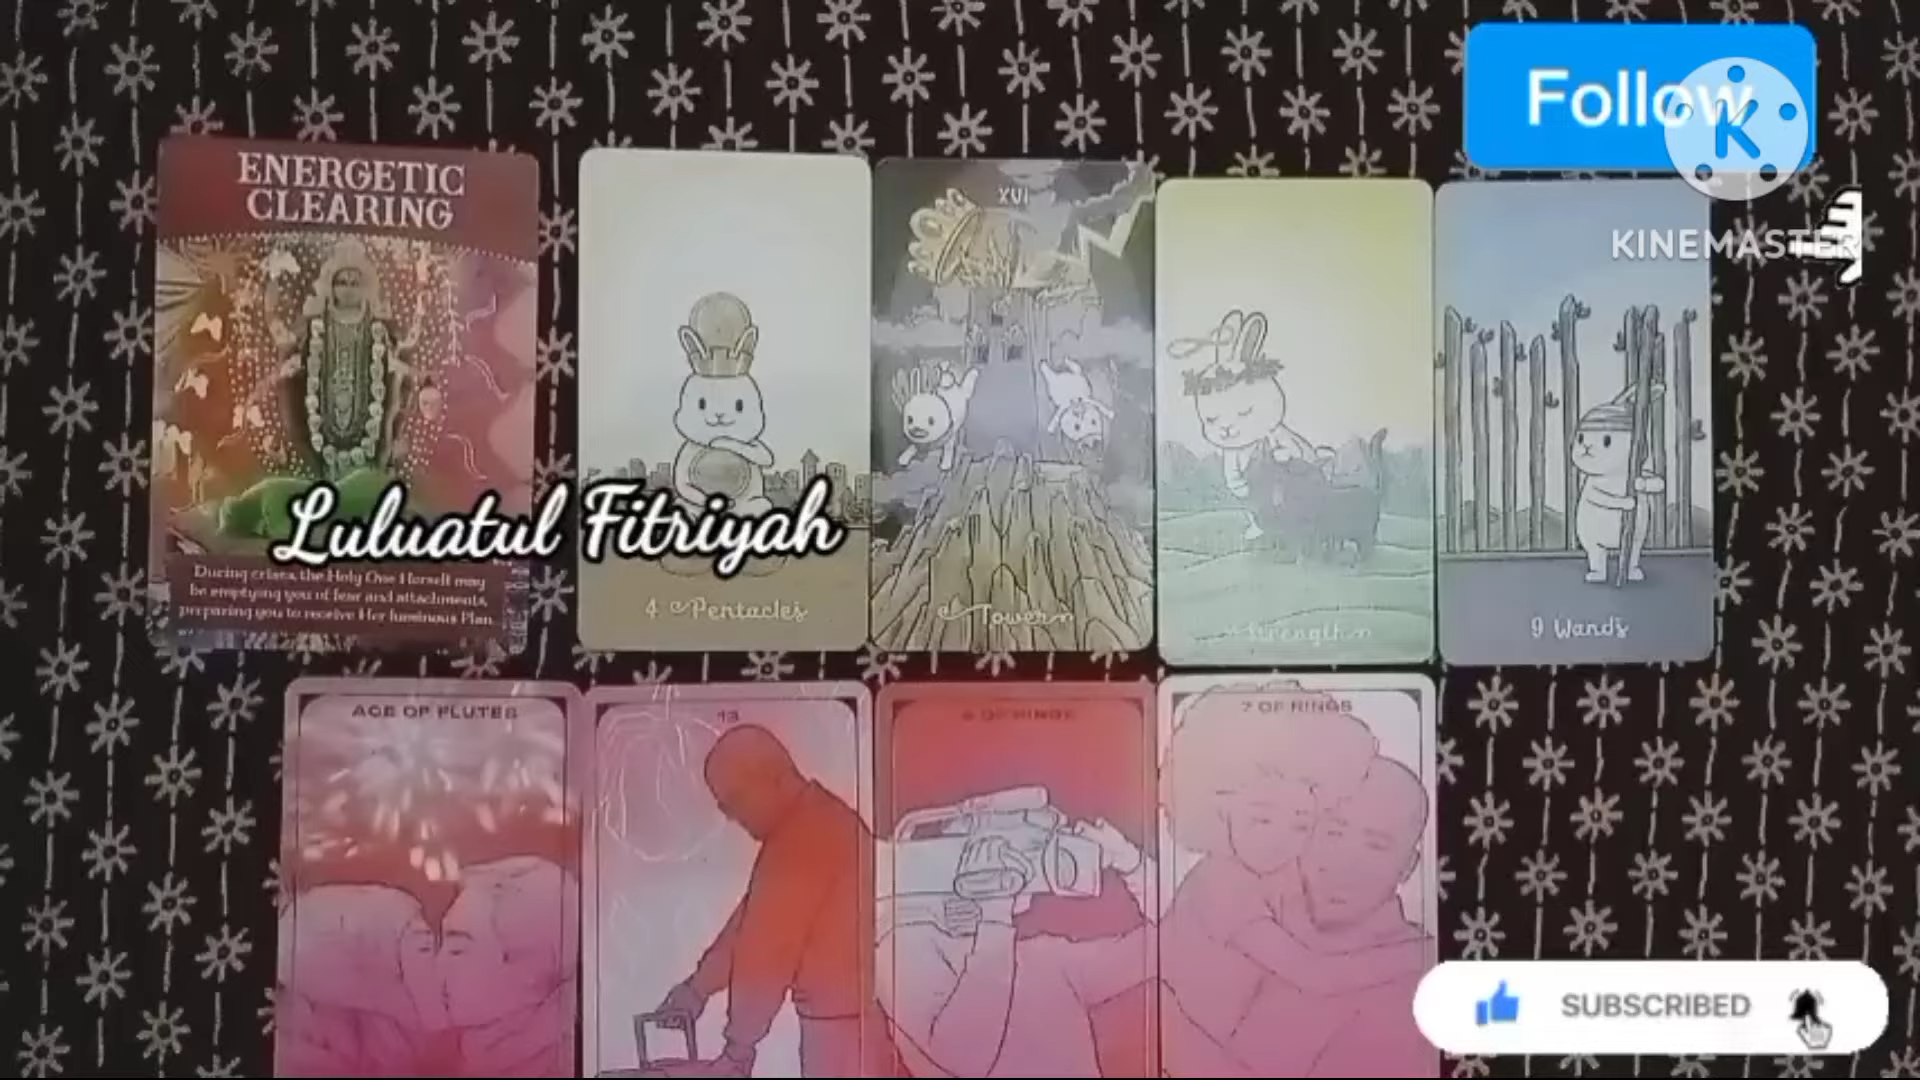 Follow
KINEMASTER
ENERGETIC
CLEARING
During crises, the Holy One Herself may
be emptying you of fear and attachments,
preparing you to receive Her luminous Plan.
Luluatul Fitriyah
4 Pentacles
XVI
Tower
Strength
9 Wands
ACE OF FLUTES
13
OF RINGS
7 OF RINGS
SUBSCRIBED